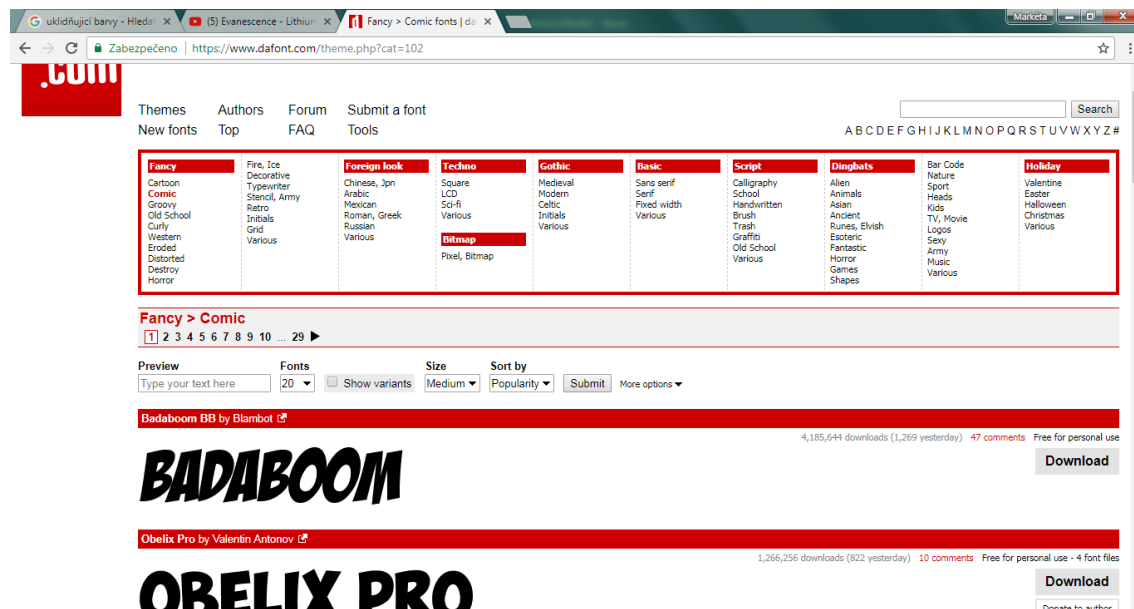 uklidňující barvy - Hledat
(5) Evanescence - Lithium
Fancy > Comic fonts | da
Markéta
Zabezpečeno
https://www.dafont.com/theme.php?cat=102
.com
Themes Authors Forum Submit a font
New fonts Top FAQ Tools
Search
A B C D E F G H I J K L M N O P Q R S T U V W X Y Z #
Fancy
Cartoon
Comic
Groovy
Old School
Curly
Western
Eroded
Distorted
Destroy
Horror
Fire, Ice
Decorative
Typewriter
Stencil, Army
Retro
Initials
Grid
Various
Foreign look
Chinese, Jpn
Arabic
Mexican
Roman, Greek
Russian
Various
Techno
Square
LCD
Sci-fi
Various
Bitmap
Pixel, Bitmap
Gothic
Medieval
Modern
Celtic
Initials
Various
Basic
Sans serif
Serif
Fixed width
Various
Script
Calligraphy
School
Handwritten
Brush
Trash
Graffiti
Old School
Various
Dingbats
Alien
Animals
Asian
Ancient
Runes, Elvish
Esoteric
Fantastic
Horror
Games
Shapes
Bar Code
Nature
Sport
Heads
Kids
TV, Movie
Logos
Sexy
Army
Music
Various
Holiday
Valentine
Easter
Halloween
Christmas
Various
Fancy > Comic
1 2 3 4 5 6 7 8 9 10 ... 29
Preview Fonts Size Sort by
Type your text here 20 Show variants Medium Popularity Submit More options
Badaboom BB by Blambot
4,185,644 downloads (1,269 yesterday) 47 comments Free for personal use
BADABOOM
Download
Obelix Pro by Valentin Antonov
1,266,256 downloads (822 yesterday) 10 comments Free for personal use - 4 font files
OBELIX PRO
Download
Donate to author